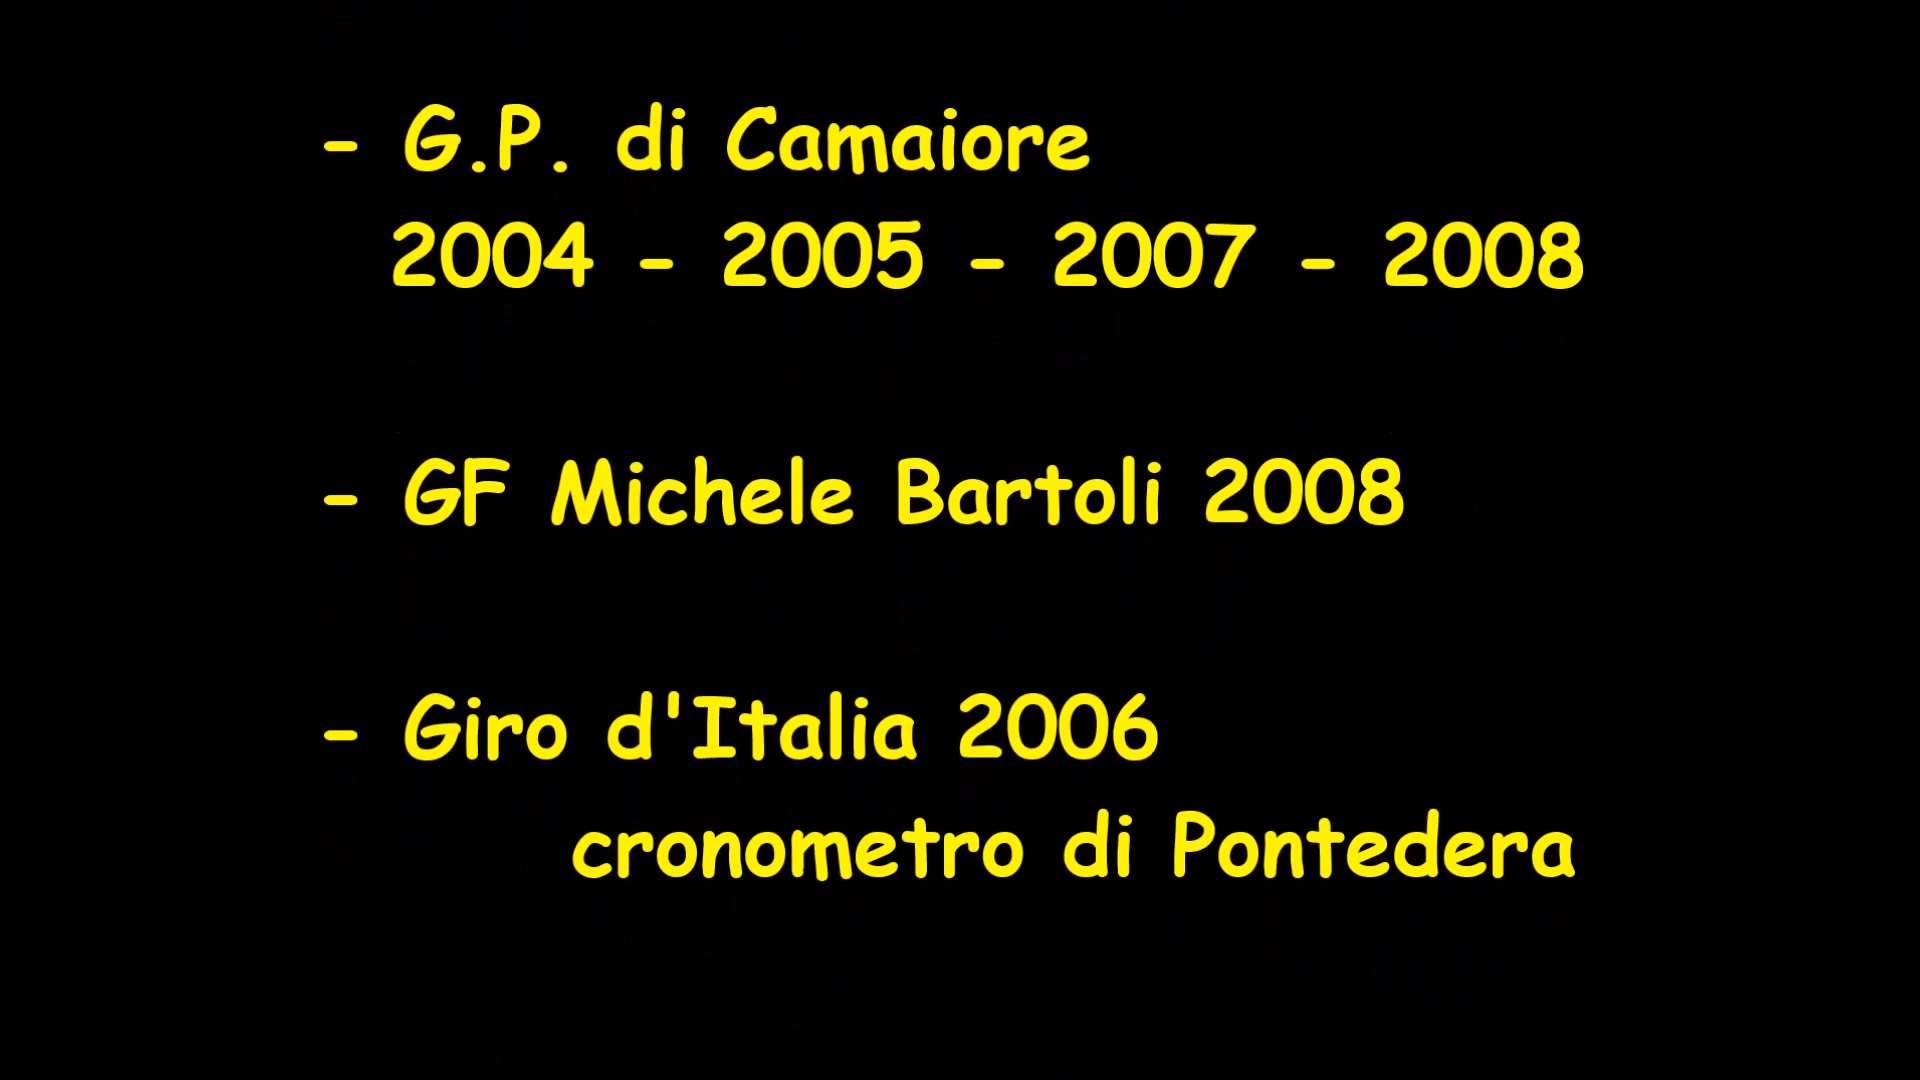 - G.P. di Camaiore
2004 - 2005 - 2007 - 2008
- GF Michele Bartoli 2008
- Giro d'Italia 2006
cronometro di Pontedera